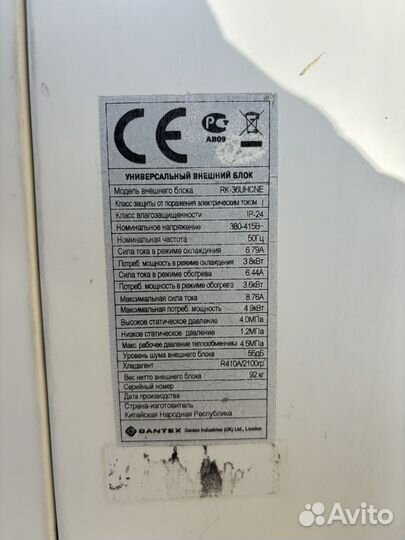 CE PC
AB09
УНИВЕРСАЛЬНЫЙ ВНЕШНИЙ БЛОК
Модель внешнего блока RK-36UHCNE
Класс защиты от поражения электрическим током I
Класс влагозащищенности IP-24
Номинальное напряжение 380-415В~
Номинальная частота 50Гц
Сила тока в режиме охлаждения 6.79А
Потреб. мощность в режиме охлаждения 3.8кВт
Сила тока в режиме обогрева 6.44А
Потреб. мощность в режиме обогрева 3.6кВт
Максимальная сила тока 8.76А
Максимальная потреб. мощность 4.9кВт
Высокое статическое давление 4.0МПа
Низкое статическое давление 1.2МПа
Макс. рабочее давление теплообменника 4.5МПа
Уровень шума внешнего блока 55дБ
Хладагент R410A/2100гр
Вес нетто внешнего блока 92 кг
Серийный номер
Дата производства
Страна-изготовитель
Китайская Народная Республика
DANTEX Dantex Industries (UK) Ltd., London
Avito